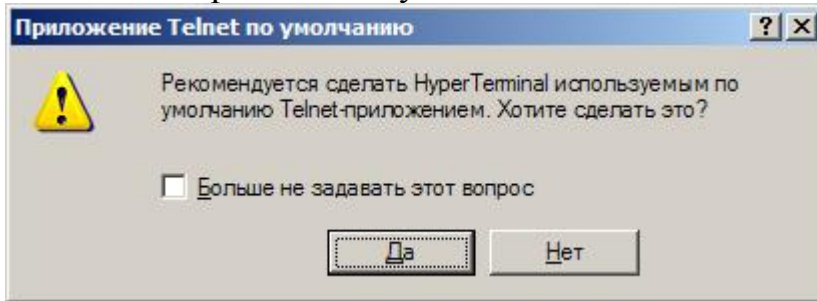 Приложение Telnet по умолчанию
Рекомендуется сделать HyperTerminal используемым по
умолчанию Telnet-приложением. Хотите сделать это?
Больше не задавать этот вопрос
Да Нет